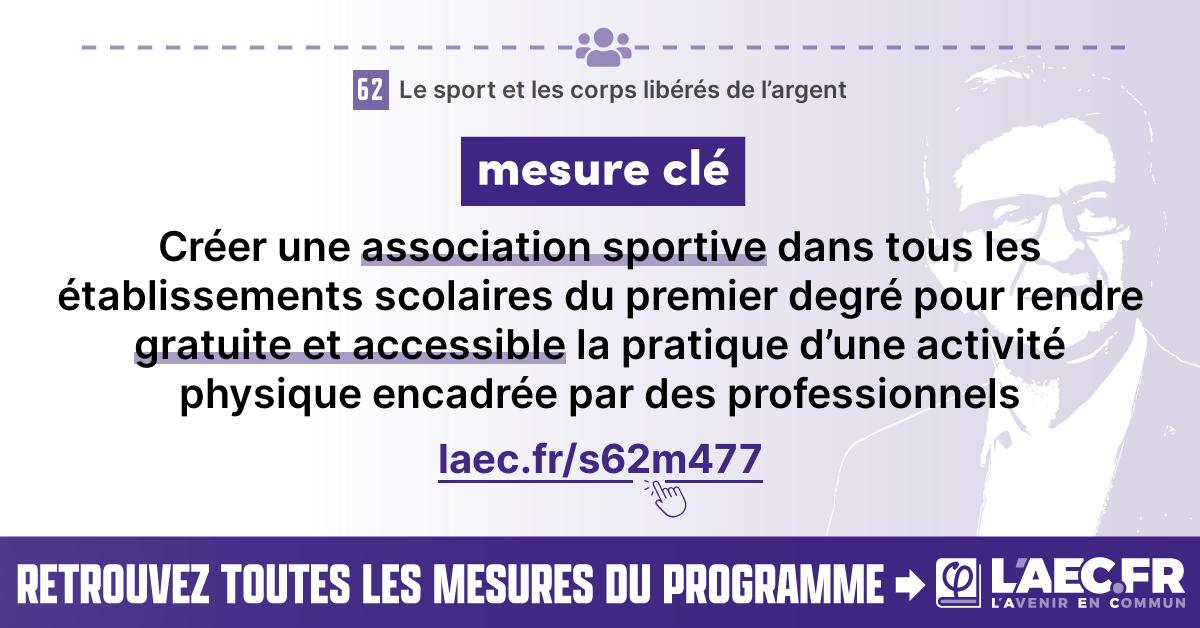 62 Le sport et les corps libérés de l’argent
mesure clé
Créer une association sportive dans tous les
établissements scolaires du premier degré pour rendre
gratuite et accessible la pratique d’une activité
physique encadrée par des professionnels
laec.fr/s62m477
RETROUVEZ TOUTES LES MESURES DU PROGRAMME
L'AEC.FR
L'AVENIR EN COMMUN